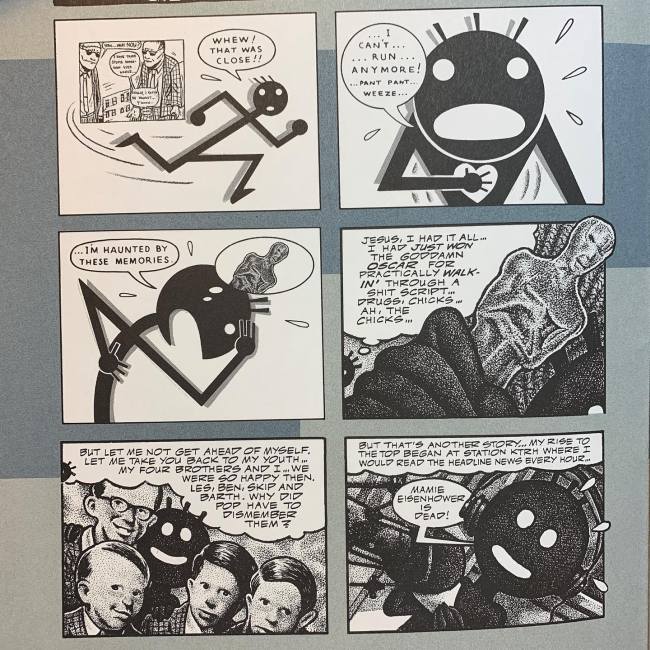 WHEW!
THAT WAS
CLOSE!!
... I
CAN'T...
... RUN...
ANYMORE!
...PANT PANT...
WEEZE...
...I'M HAUNTED BY
THESE MEMORIES.
JESUS, I HAD IT ALL...
I HAD JUST WON
THE GODDAMN
OSCAR FOR
PRACTICALLY WALK-
IN' THROUGH A
SHIT SCRIPT...
DRUGS, CHICKS...
AH, THE
CHICKS...
BUT LET ME NOT GET AHEAD OF MYSELF.
LET ME TAKE YOU BACK TO MY YOUTH...
MY FOUR BROTHERS AND I...WE
WERE SO HAPPY THEN.
LES, BEN, SKIP AND
BARTH. WHY DID
POP HAVE TO
DISMEMBER
THEM?
BUT THAT'S ANOTHER STORY... MY RISE TO
THE TOP BEGAN AT STATION KTRH WHERE I
WOULD READ THE HEADLINE NEWS EVERY HOUR...
MAMIE
EISENHOWER
IS
DEAD!